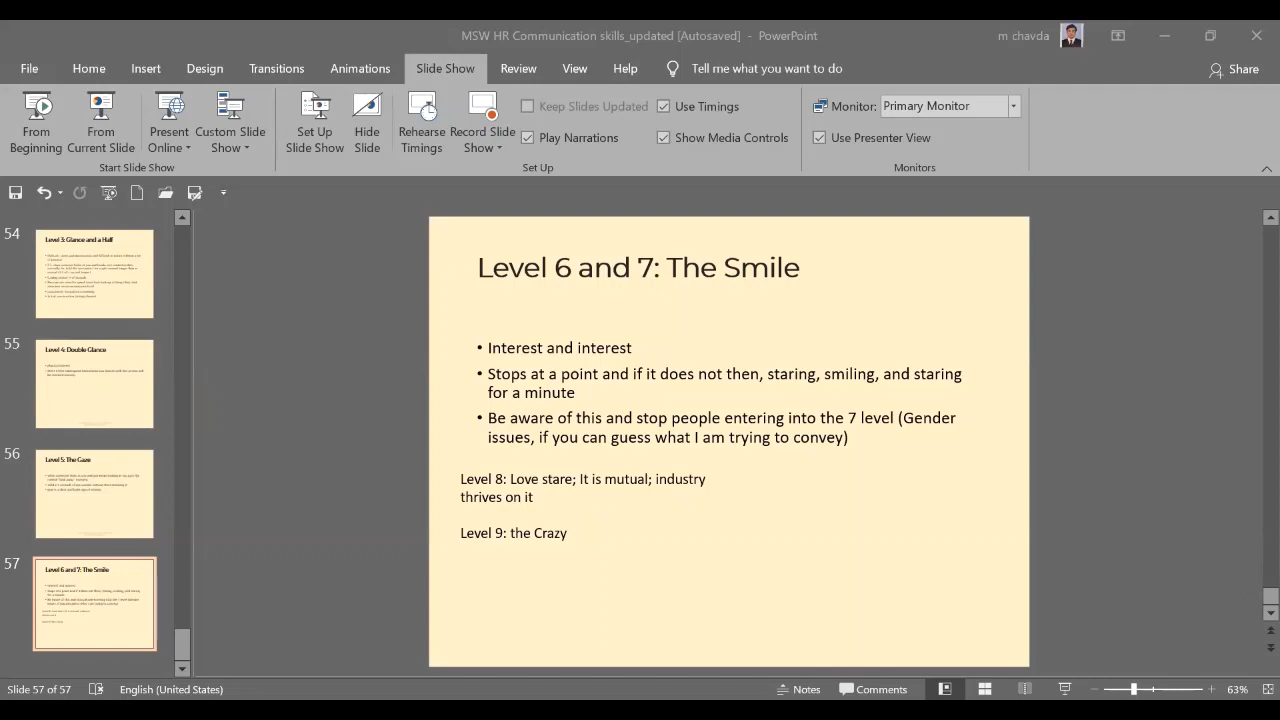 MSW HR Communication skills_updated [Autosaved] - PowerPoint
m chavda
File Home Insert Design Transitions Animations Slide Show Review View Help Tell me what you want to do
Share
From Beginning
From Current Slide
Present Online
Custom Slide Show
Start Slide Show
Set Up Slide Show
Hide Slide
Rehearse Timings
Record Slide Show
Keep Slides Updated
Use Timings
Play Narrations
Show Media Controls
Set Up
Monitor: Primary Monitor
Use Presenter View
Monitors
54
Level 3: Glance and a Half
55
Level 4: Double Glance
56
Level 5: The Gaze
57
Level 6 and 7: The Smile
Level 6 and 7: The Smile
• Interest and interest
• Stops at a point and if it does not then, staring, smiling, and staring
for a minute
• Be aware of this and stop people entering into the 7 level (Gender
issues, if you can guess what I am trying to convey)
Level 8: Love stare; It is mutual; industry
thrives on it
Level 9: the Crazy
Slide 57 of 57
English (United States)
Notes
Comments
63%